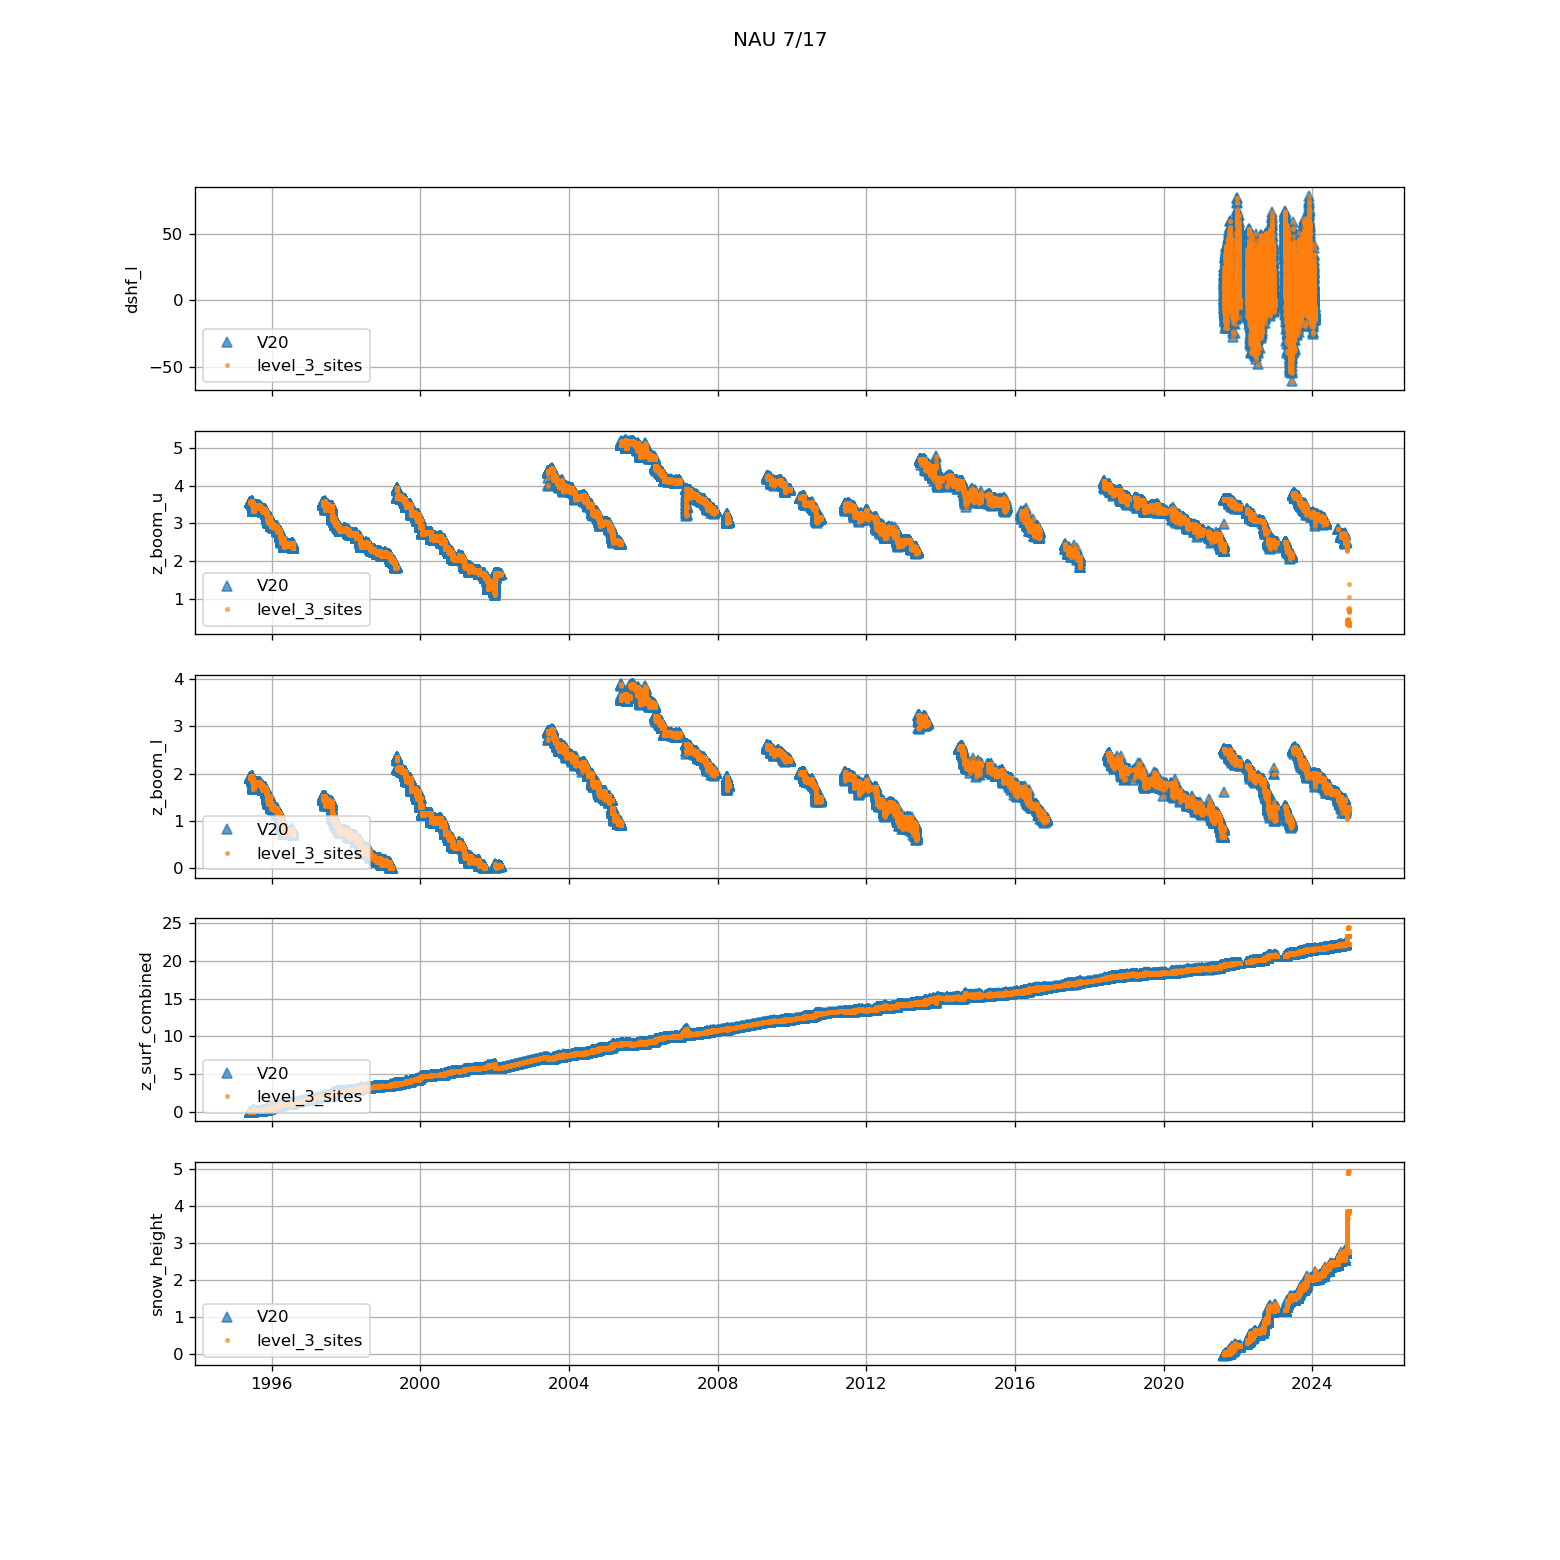 NAU 7/17
dshf_l
50
0
−50
V20
level_3_sites
z_boom_u
5
4
3
2
1
V20
level_3_sites
z_boom_l
4
3
2
1
0
V20
level_3_sites
z_surf_combined
25
20
15
10
5
0
V20
level_3_sites
snow_height
5
4
3
2
1
0
V20
level_3_sites
1996 2000 2004 2008 2012 2016 2020 2024